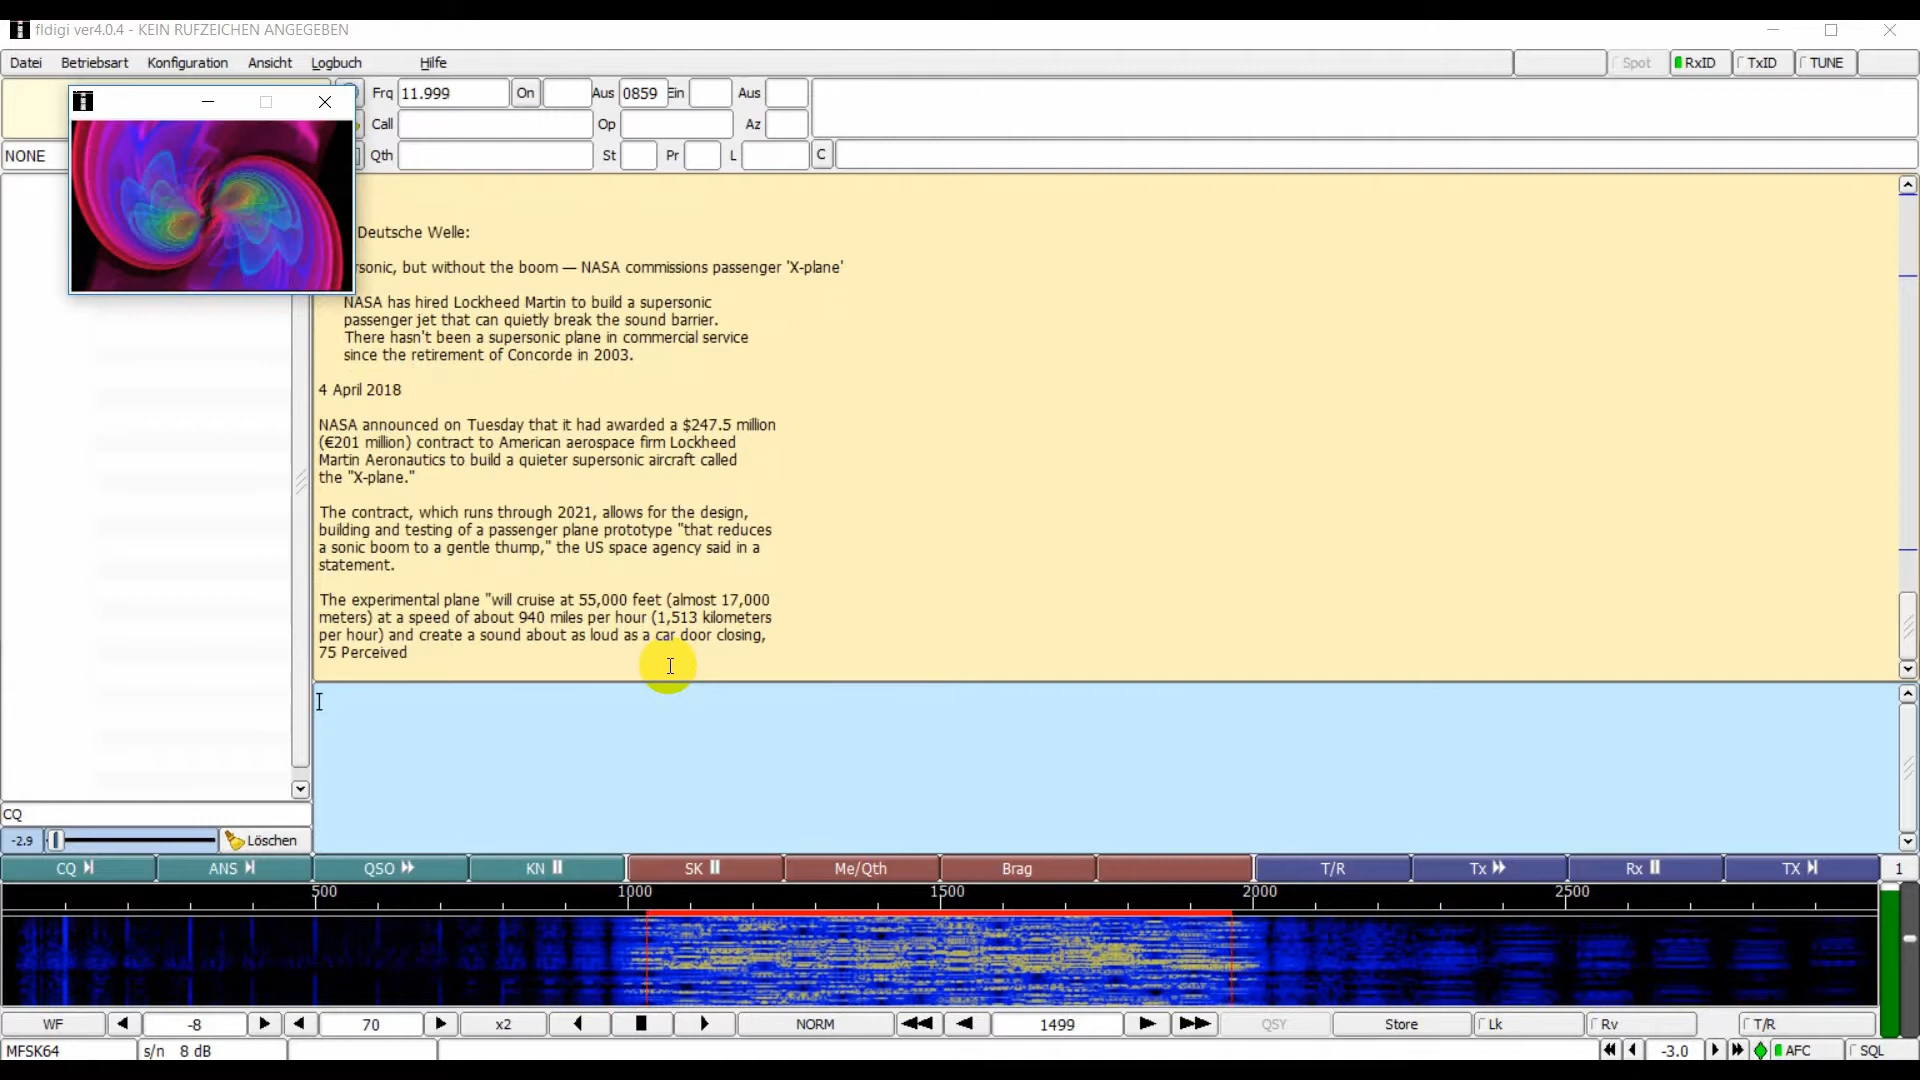 fldigi ver4.0.4 - KEIN RUFZEICHEN ANGEGEBEN
Datei Betriebsart Konfiguration Ansicht Logbuch Hilfe
Spot RxID TxID TUNE
Frq 11.999 On Aus 0859 Ein Aus
Call Op Az
NONE Qth St Pr L C
Deutsche Welle:
rsonic, but without the boom — NASA commissions passenger 'X-plane'
NASA has hired Lockheed Martin to build a supersonic
passenger jet that can quietly break the sound barrier.
There hasn't been a supersonic plane in commercial service
since the retirement of Concorde in 2003.
4 April 2018
NASA announced on Tuesday that it had awarded a $247.5 million
(€201 million) contract to American aerospace firm Lockheed
Martin Aeronautics to build a quieter supersonic aircraft called
the "X-plane."
The contract, which runs through 2021, allows for the design,
building and testing of a passenger plane prototype "that reduces
a sonic boom to a gentle thump," the US space agency said in a
statement.
The experimental plane "will cruise at 55,000 feet (almost 17,000
meters) at a speed of about 940 miles per hour (1,513 kilometers
per hour) and create a sound about as loud as a car door closing,
75 Perceived
CQ
-2.9 Löschen
CQ ANS QSO KN SK Me/Qth Brag T/R Tx Rx TX 1
500 1000 1500 2000 2500
WF -8 70 x2 NORM 1499 QSY Store Lk Rv T/R
MFSK64 s/n 8 dB -3.0 AFC SQL